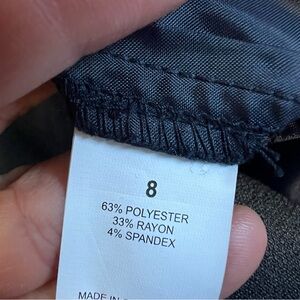 8
63% POLYESTER
33% RAYON
4% SPANDEX
MADE IN